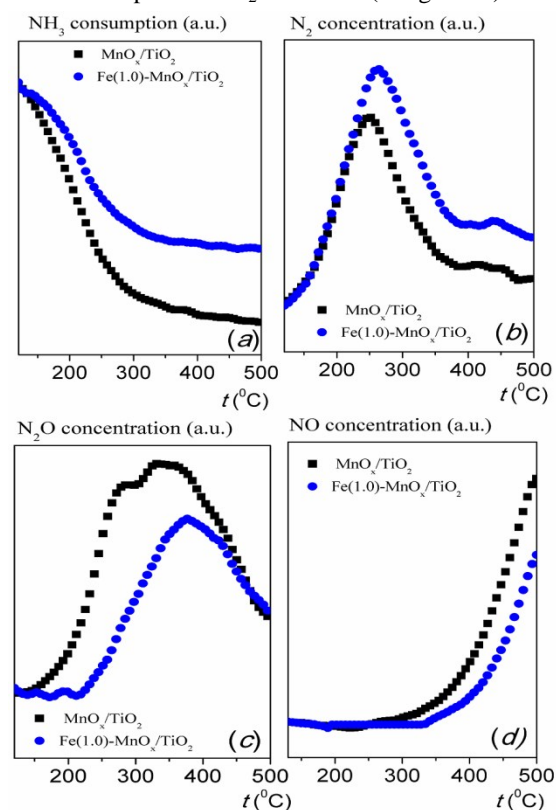 NH₃ consumption (a.u.)
MnOₓ/TiO₂
Fe(1.0)-MnOₓ/TiO₂
(a)
200 300 400 500
t (⁰C)
N₂ concentration (a.u.)
MnOₓ/TiO₂
Fe(1.0)-MnOₓ/TiO₂
(b)
200 300 400 500
t (⁰C)
N₂O concentration (a.u.)
MnOₓ/TiO₂
Fe(1.0)-MnOₓ/TiO₂
(c)
200 300 400 500
t (⁰C)
NO concentration (a.u.)
MnOₓ/TiO₂
Fe(1.0)-MnOₓ/TiO₂
(d)
200 300 400 500
t (⁰C)